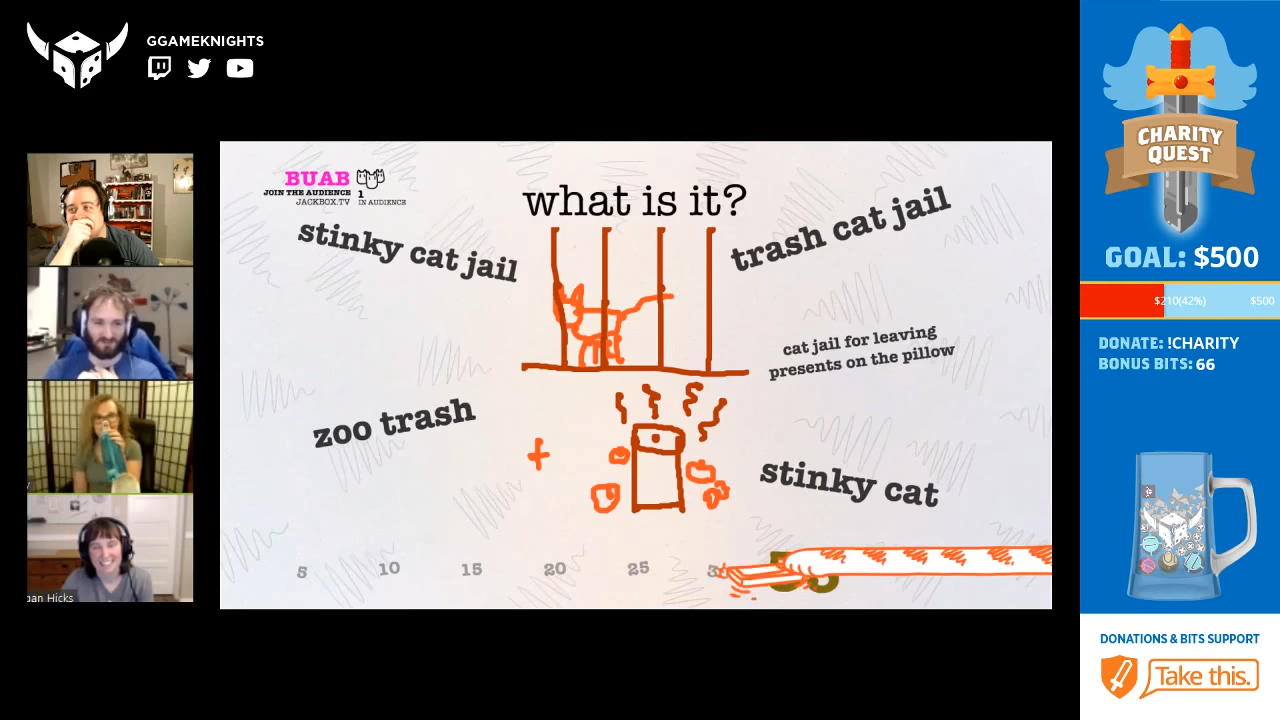 GGAMEKNIGHTS
BUAB
JOIN THE AUDIENCE
JACKBOX.TV
1
IN AUDIENCE
what is it?
stinky cat jail
trash cat jail
cat jail for leaving
presents on the pillow
zoo trash
stinky cat
5 10 15 20 25
CHARITY
QUEST
GOAL: $500
$210(42%) $500
DONATE: !CHARITY
BONUS BITS: 66
DONATIONS & BITS SUPPORT
Take this.
gan Hicks